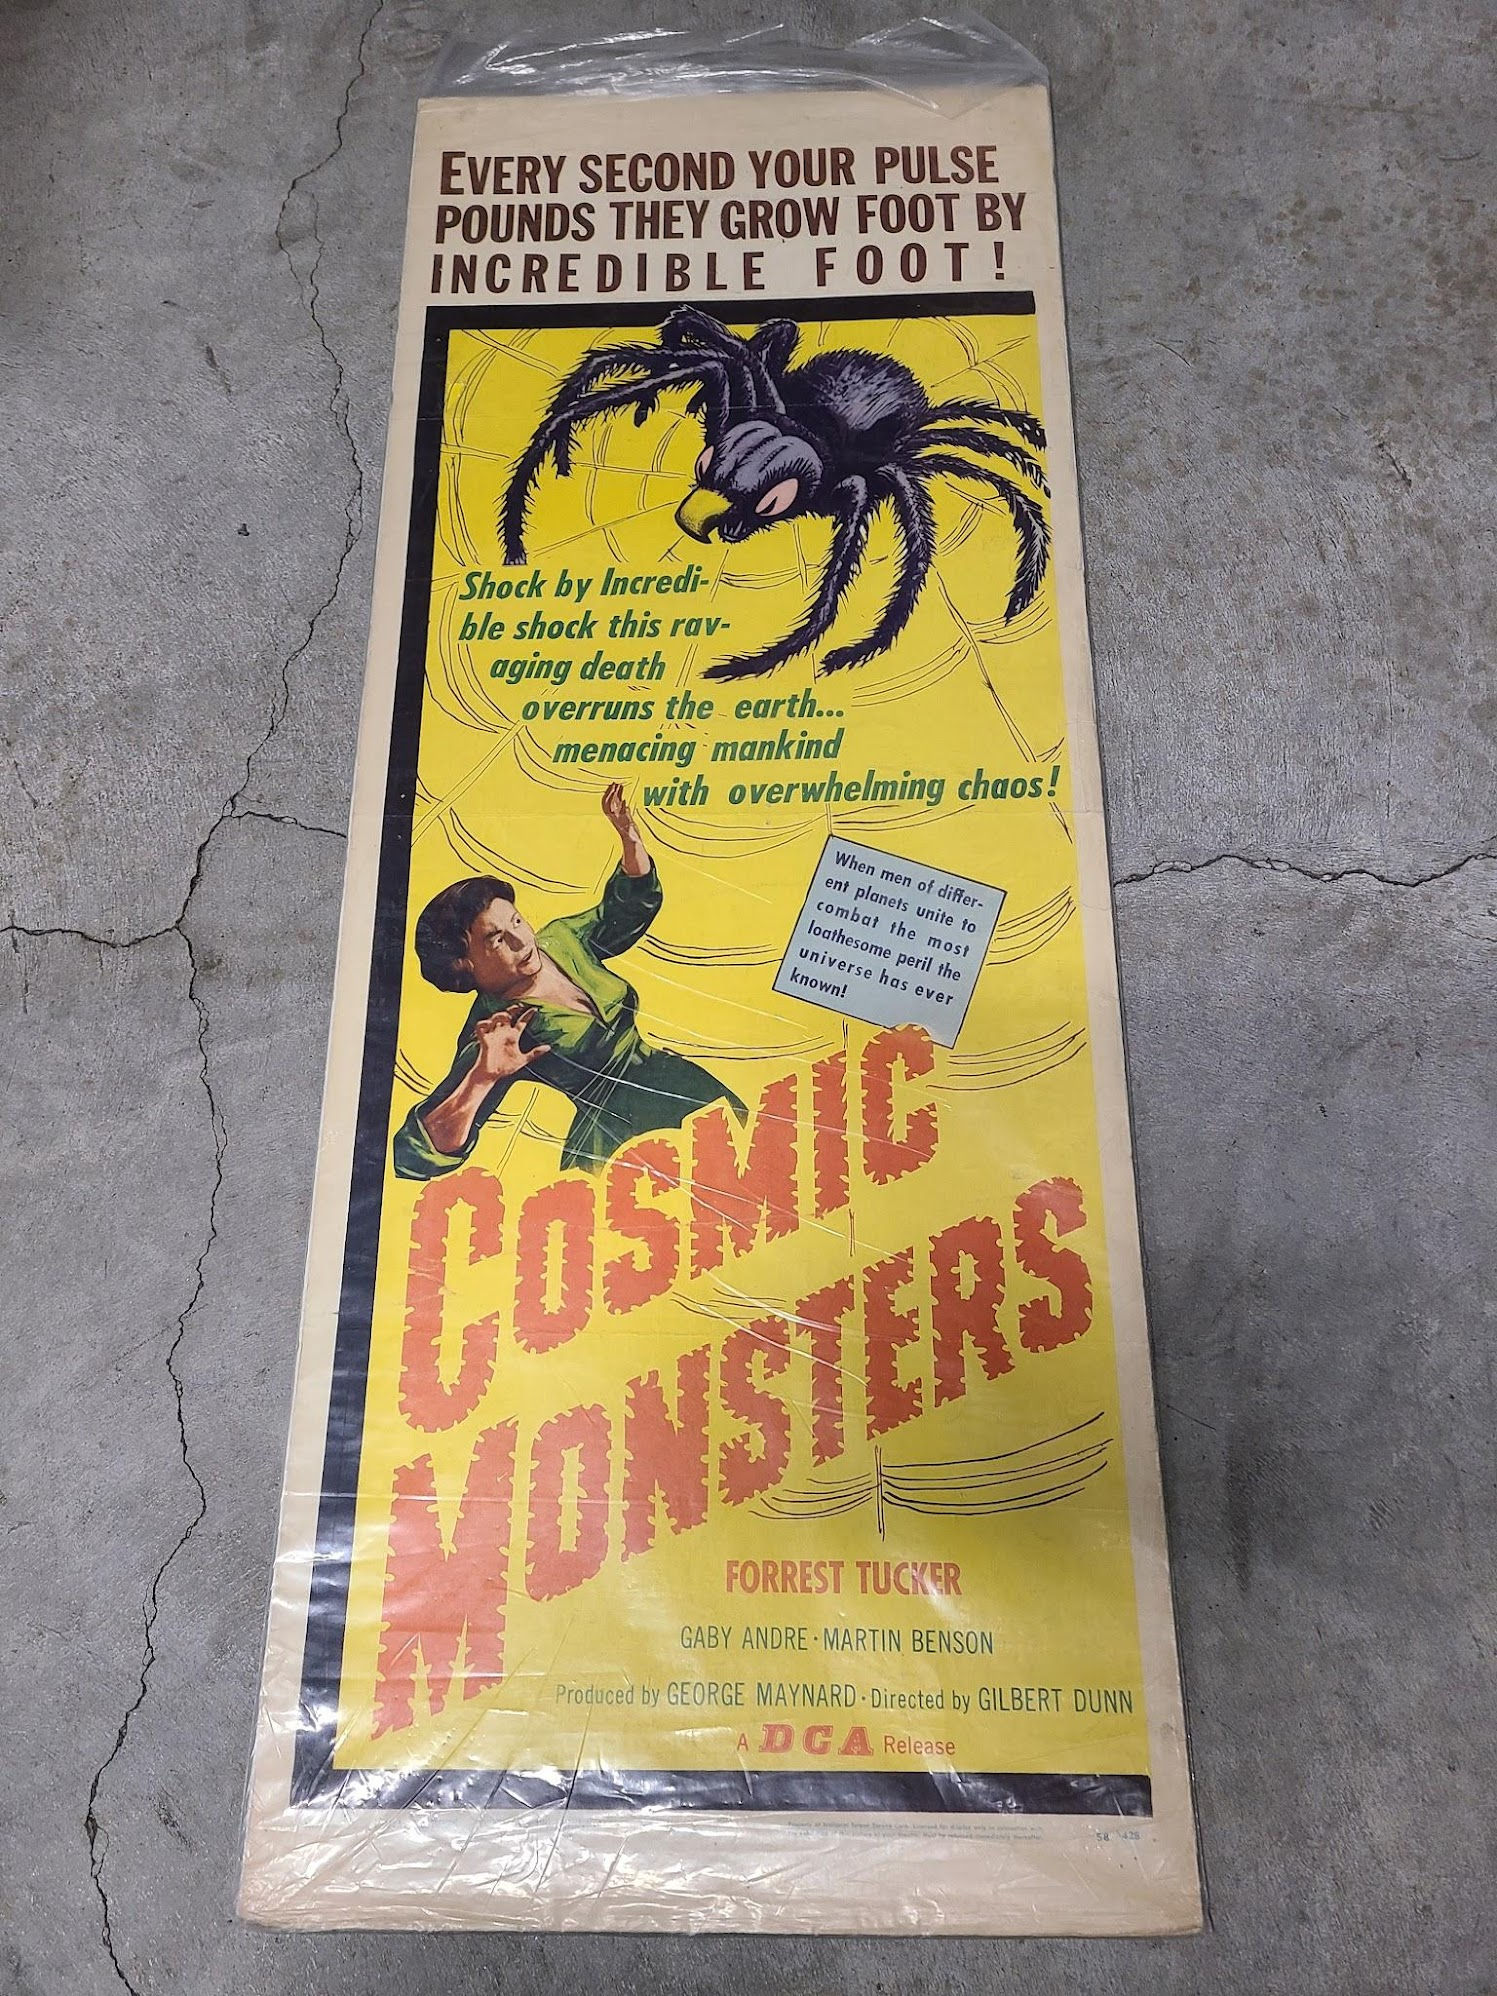 EVERY SECOND YOUR PULSE
POUNDS THEY GROW FOOT BY
INCREDIBLE FOOT!
Shock by Incredi-
ble shock this rav-
aging death
overruns the earth...
menacing mankind
with overwhelming chaos!
When men of differ-
ent planets unite to
combat the most
loathesome peril the
universe has ever
known!
COSMIC
MONSTERS
FORREST TUCKER
GABY ANDRE · MARTIN BENSON
Produced by GEORGE MAYNARD · Directed by GILBERT DUNN
A DCA Release
58 428